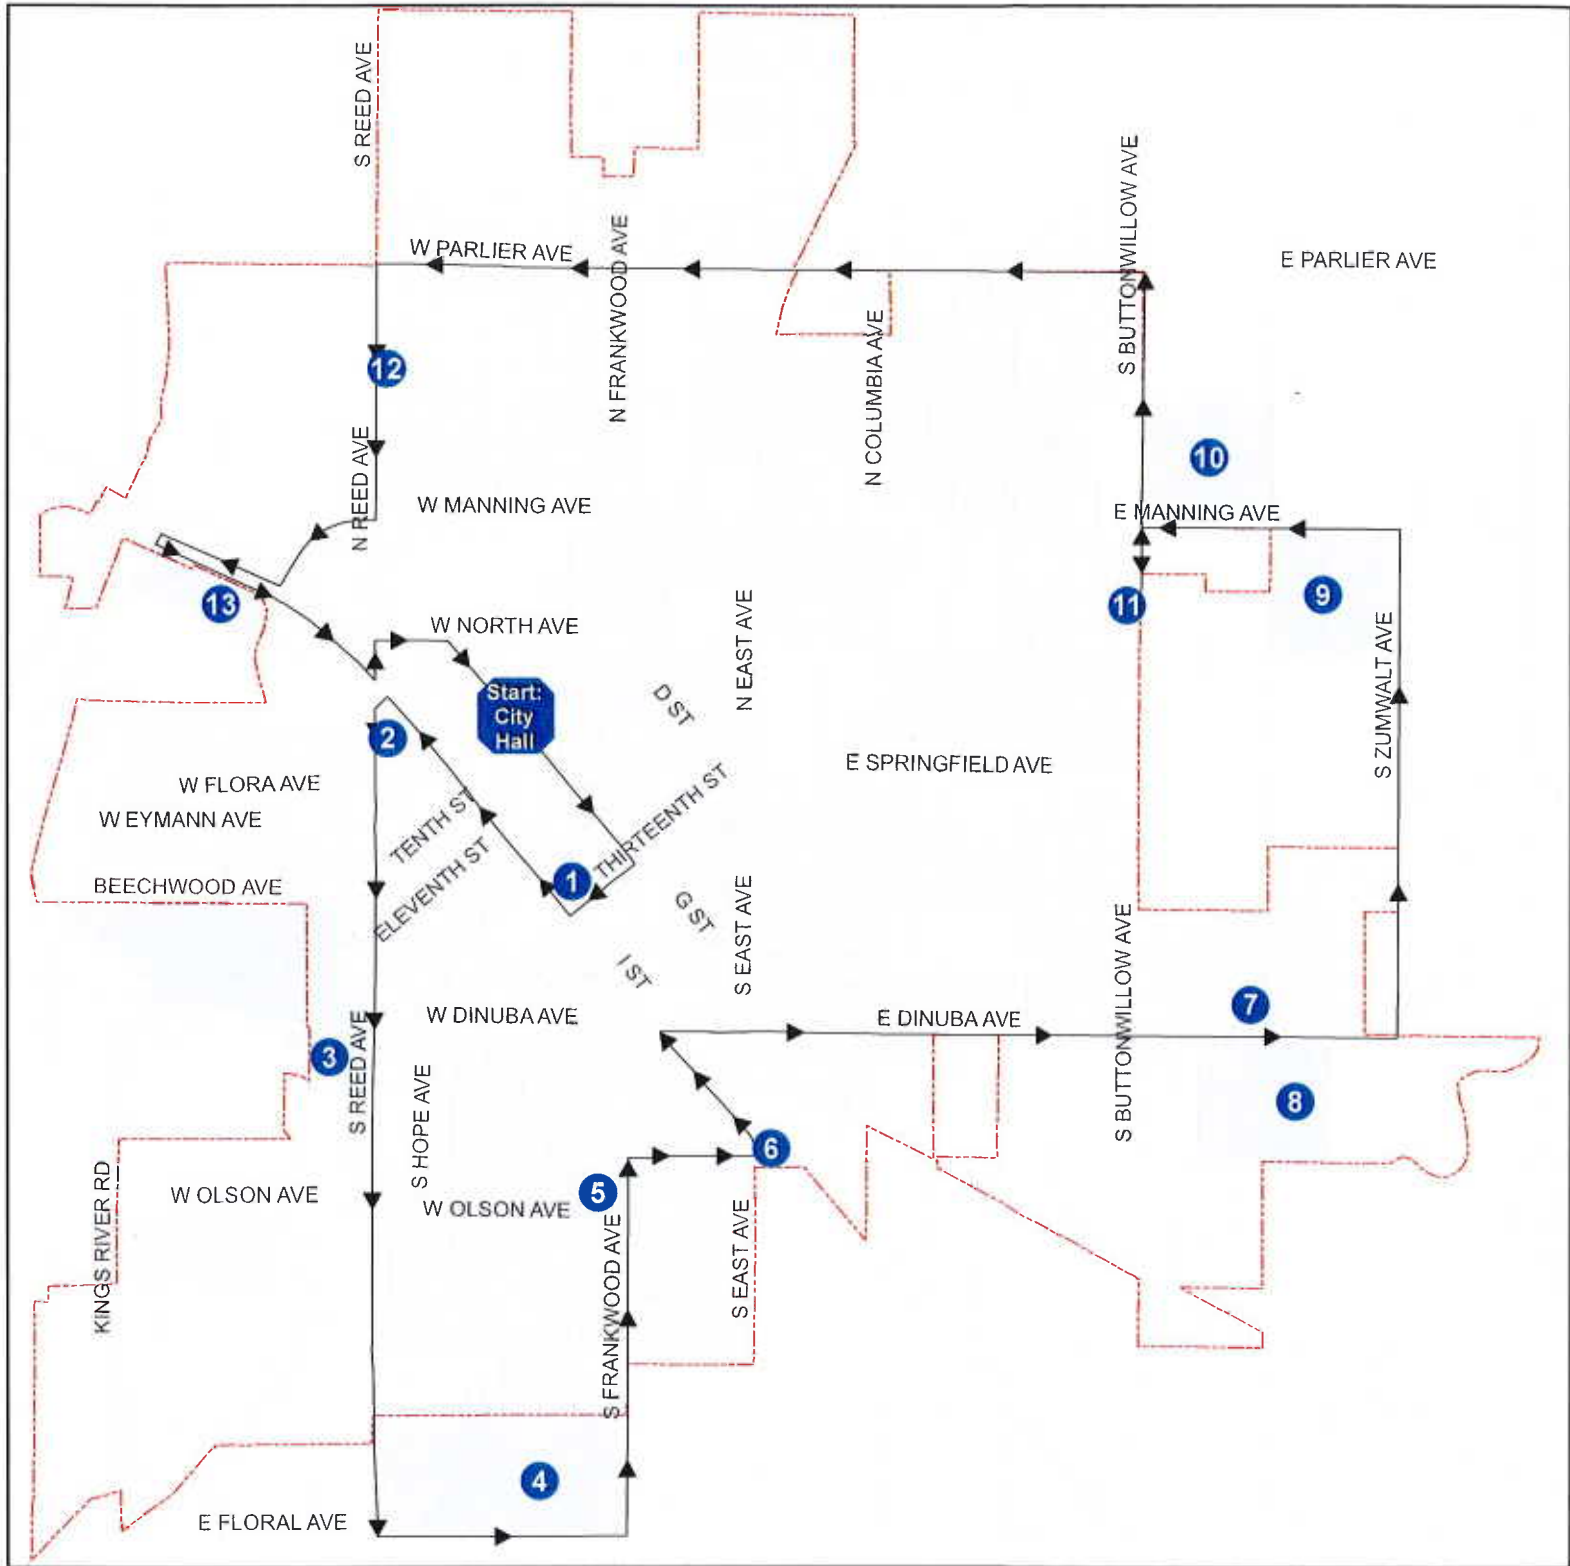 S REED AVE
W PARLIER AVE
N FRANKWOOD AVE
S BUTTONWILLOW AVE
E PARLIER AVE
12
N COLUMBIA AVE
N REED AVE
10
W MANNING AVE
E MANNING AVE
13
11
9
W NORTH AVE
N EAST AVE
S ZUMWALT AVE
Start:
City
Hall
D ST
2
E SPRINGFIELD AVE
W FLORA AVE
W EYMANN AVE
TENTH ST
THIRTEENTH ST
ELEVENTH ST
1
BEECHWOOD AVE
G ST
S EAST AVE
I ST
S BUTTONWILLOW AVE
7
W DINUBA AVE
E DINUBA AVE
3
S REED AVE
S HOPE AVE
8
6
5
W OLSON AVE
W OLSON AVE
KINGS RIVER RD
S FRANKWOOD AVE
S EAST AVE
4
E FLORAL AVE